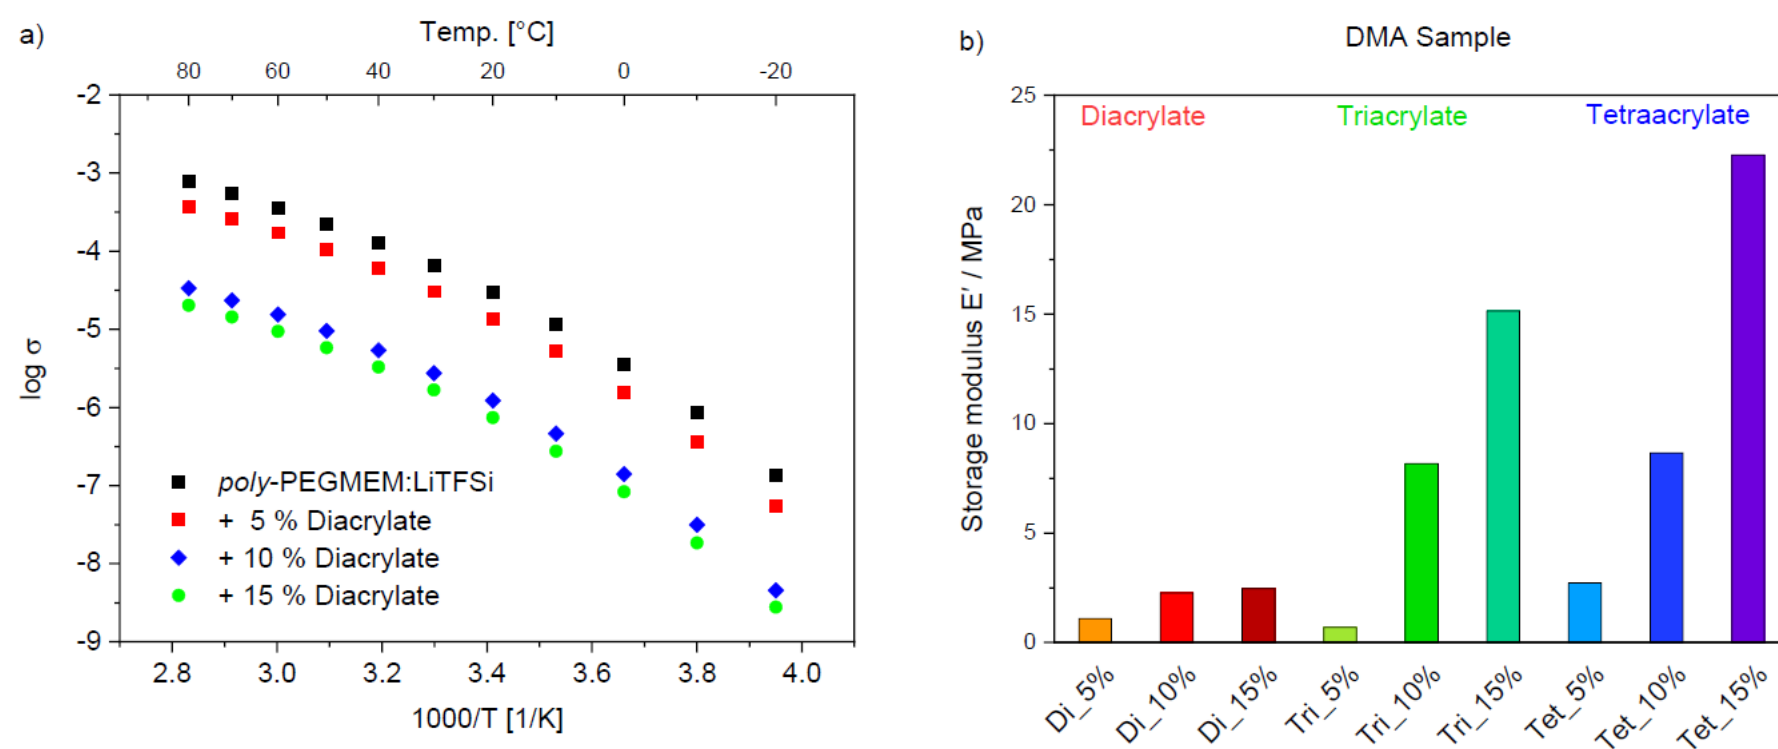 a)
Temp. [°C]
80 60 40 20 0 -20
-2
-3
-4
-5
-6
-7
-8
-9
log σ
poly-PEGMEM:LiTFSi
+ 5 % Diacrylate
+ 10 % Diacrylate
+ 15 % Diacrylate
2.8 3.0 3.2 3.4 3.6 3.8 4.0
1000/T [1/K]
b)
DMA Sample
Diacrylate Triacrylate Tetraacrylate
25
20
15
10
5
0
Storage modulus E′ / MPa
Di_5%
Di_10%
Di_15%
Tri_5%
Tri_10%
Tri_15%
Tet_5%
Tet_10%
Tet_15%